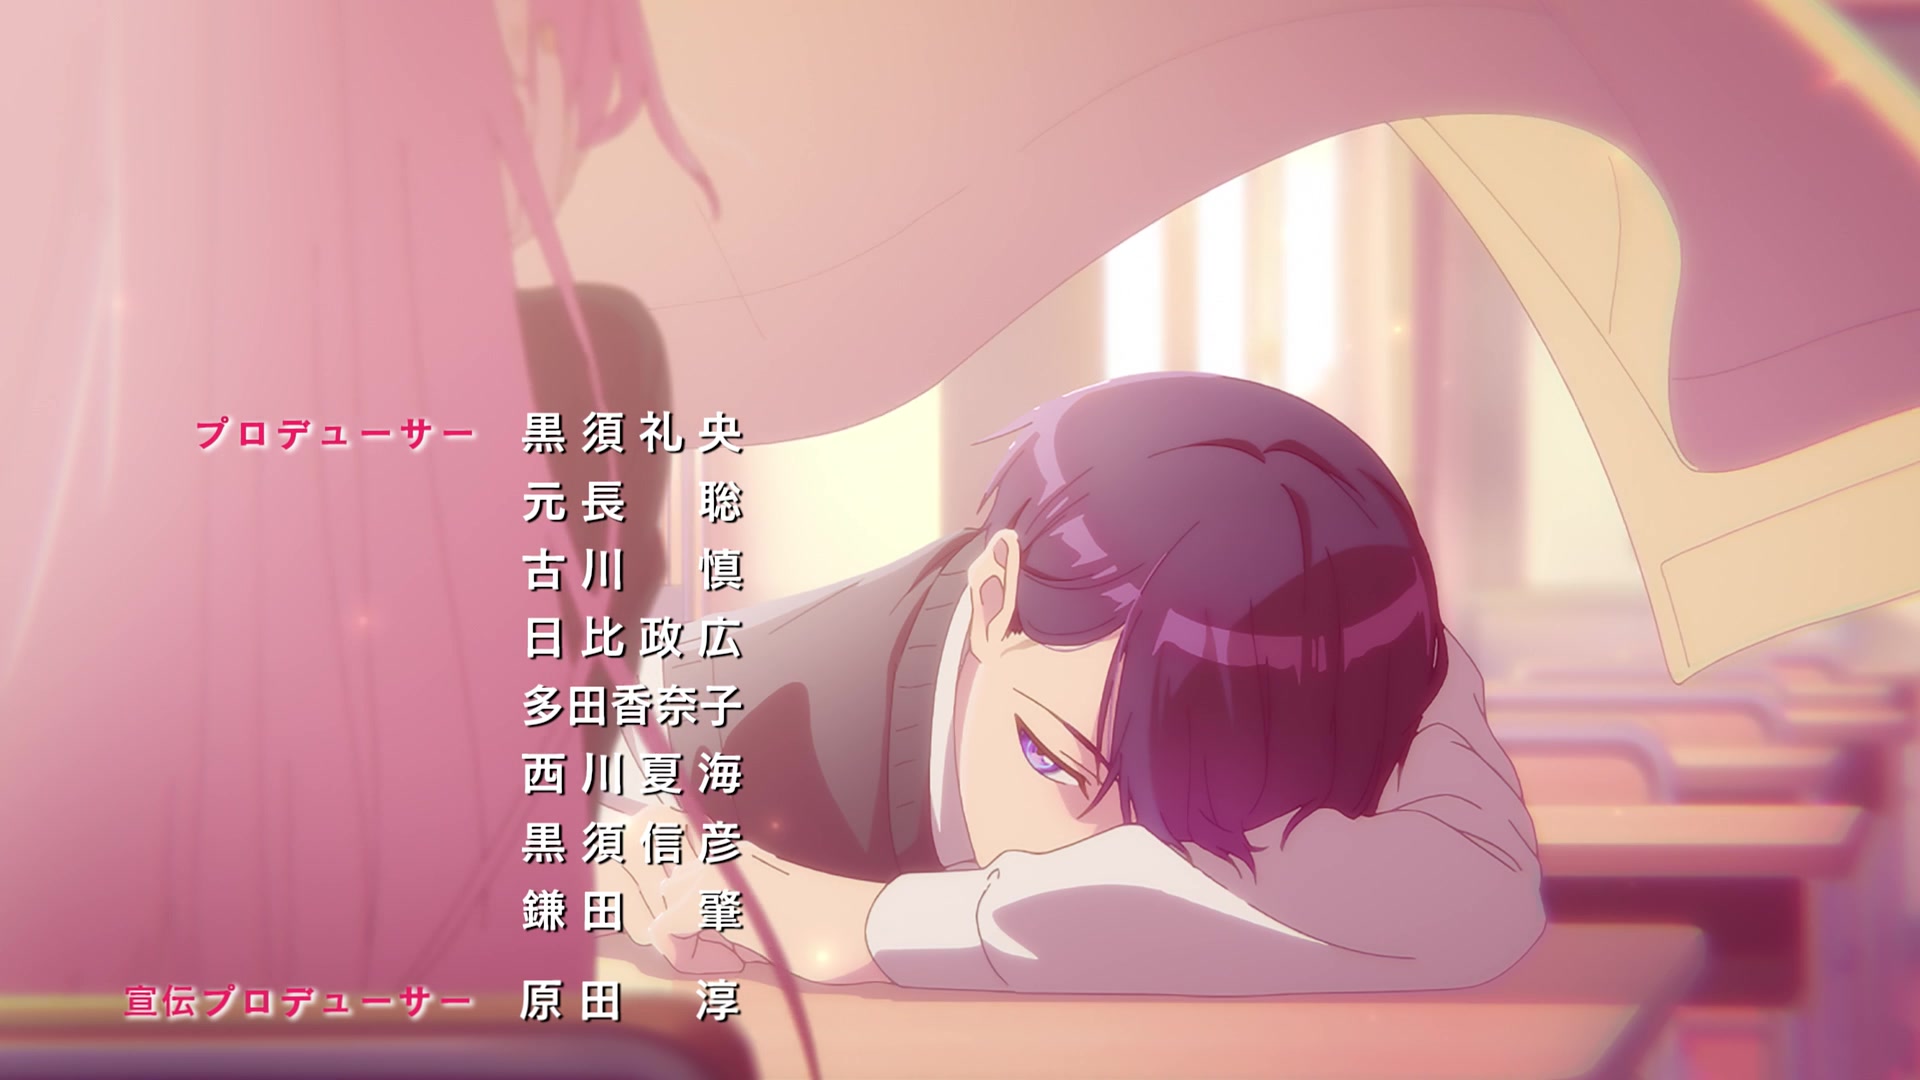 プロデューサー 黒須礼央
元長 聡
古川 慎
日比政広
多田香奈子
西川夏海
黒須信彦
鎌田 肇
宣伝プロデューサー 原田 淳